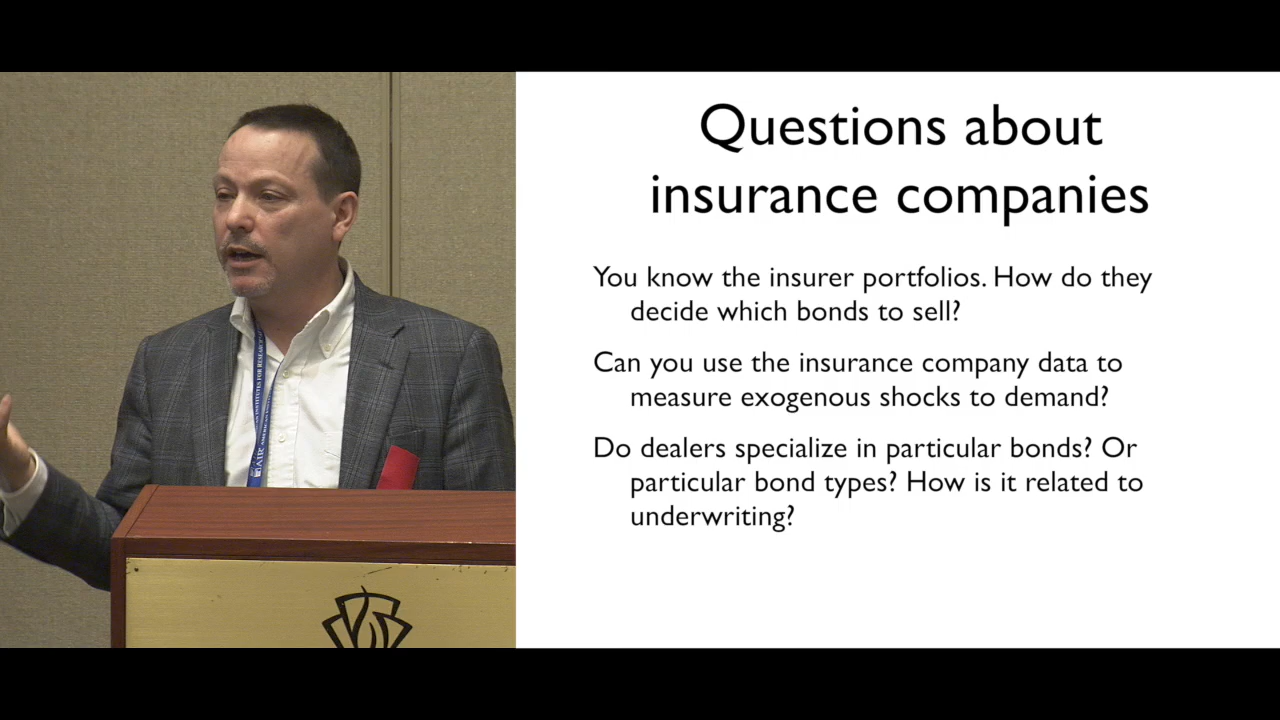 Questions about
insurance companies
You know the insurer portfolios. How do they
decide which bonds to sell?
Can you use the insurance company data to
measure exogenous shocks to demand?
Do dealers specialize in particular bonds? Or
particular bond types? How is it related to
underwriting?